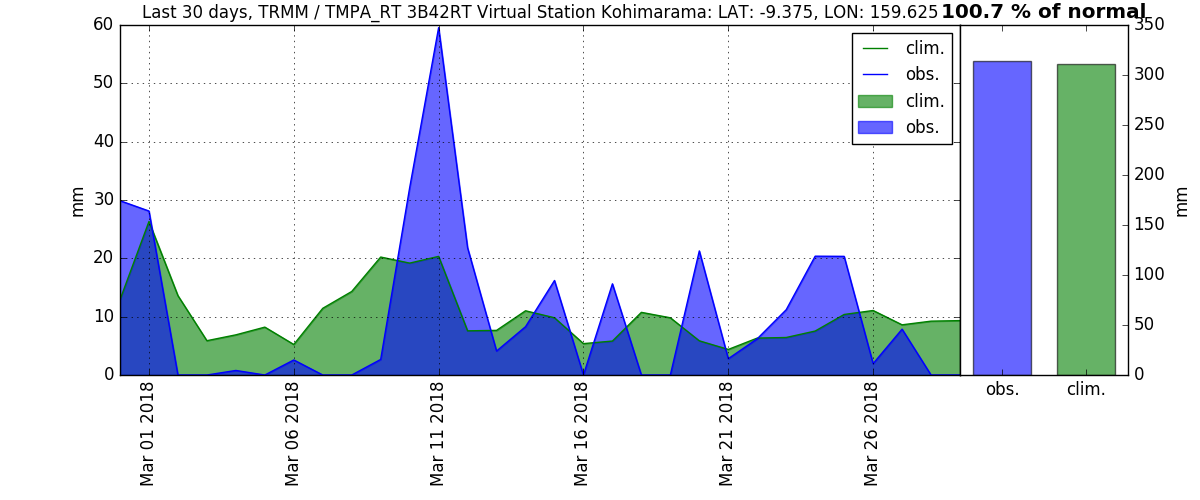 Last 30 days, TRMM / TMPA_RT 3B42RT Virtual Station Kohimarama: LAT: -9.375, LON: 159.625 100.7 % of normal
60
50
40
30
20
10
0
mm
clim.
obs.
clim.
obs.
Mar 01 2018
Mar 06 2018
Mar 11 2018
Mar 16 2018
Mar 21 2018
Mar 26 2018
350
300
250
200
150
100
50
0
mm
obs. clim.